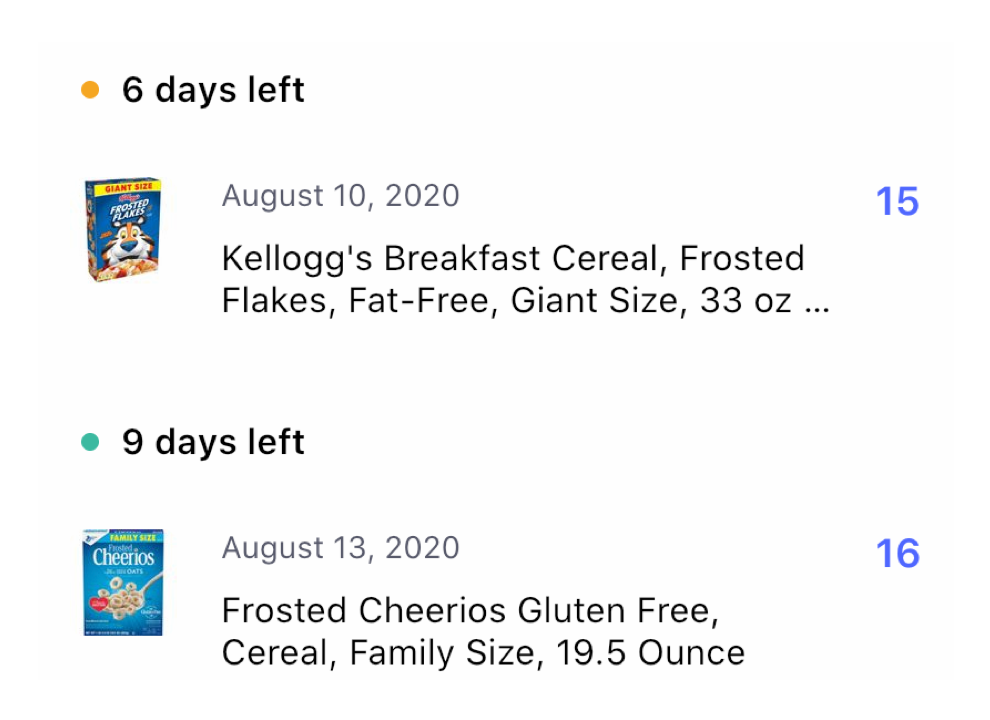 6 days left
GIANT SIZE
Kellogg's
FROSTED
FLAKES
August 10, 2020
15
Kellogg's Breakfast Cereal, Frosted
Flakes, Fat-Free, Giant Size, 33 oz ...
9 days left
FAMILY SIZE
Frosted
Cheerios
OATS
August 13, 2020
16
Frosted Cheerios Gluten Free,
Cereal, Family Size, 19.5 Ounce